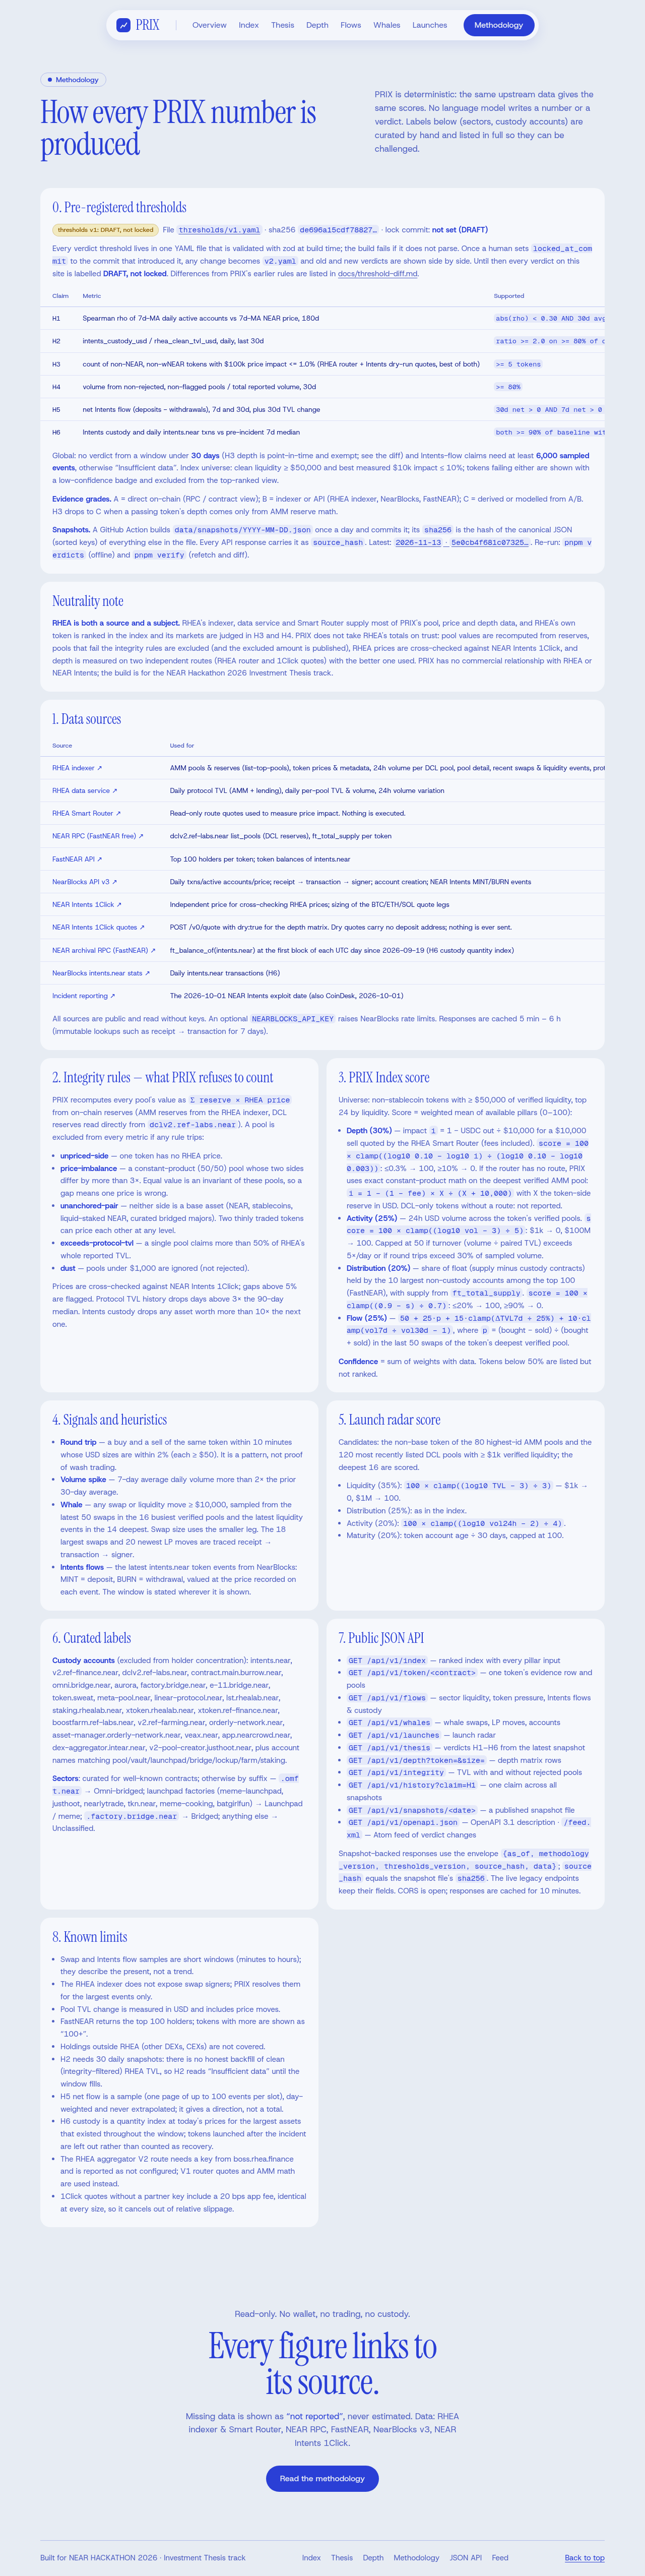 PRIX
Overview Index Thesis Depth Flows Whales Launches Methodology
Methodology
How every PRIX number is
produced
PRIX is deterministic: the same upstream data gives the
same scores. No language model writes a number or a
verdict. Labels below (sectors, custody accounts) are
curated by hand and listed in full so they can be
challenged.
0. Pre-registered thresholds
thresholds v1: DRAFT, not locked File thresholds/v1.yaml · sha256 de696a15cdf78827… · lock commit: not set (DRAFT)
Every verdict threshold lives in one YAML file that is validated with zod at build time; the build fails if it does not parse. Once a human sets locked_at_com
mit to the commit that introduced it, any change becomes v2.yaml and old and new verdicts are shown side by side. Until then every verdict on this
site is labelled DRAFT, not locked. Differences from PRIX's earlier rules are listed in docs/threshold-diff.md.
Claim Metric Supported
H1 Spearman rho of 7d-MA daily active accounts vs 7d-MA NEAR price, 180d abs(rho) < 0.30 AND 30d avg
H2 intents_custody_usd / rhea_clean_tvl_usd, daily, last 30d ratio >= 2.0 on >= 80% of d
H3 count of non-NEAR, non-wNEAR tokens with $100k price impact <= 1.0% (RHEA router + Intents dry-run quotes, best of both) >= 5 tokens
H4 volume from non-rejected, non-flagged pools / total reported volume, 30d >= 80%
H5 net Intents flow (deposits - withdrawals), 7d and 30d, plus 30d TVL change 30d net > 0 AND 7d net > 0
H6 Intents custody and daily intents.near txns vs pre-incident 7d median both >= 90% of baseline wit
Global: no verdict from a window under 30 days (H3 depth is point-in-time and exempt; see the diff) and Intents-flow claims need at least 6,000 sampled
events, otherwise "Insufficient data". Index universe: clean liquidity ≥ $50,000 and best measured $10k impact ≤ 10%; tokens failing either are shown with
a low-confidence badge and excluded from the top-ranked view.
Evidence grades. A = direct on-chain (RPC / contract view); B = indexer or API (RHEA indexer, NearBlocks, FastNEAR); C = derived or modelled from A/B.
H3 drops to C when a passing token's depth comes only from AMM reserve math.
Snapshots. A GitHub Action builds data/snapshots/YYYY-MM-DD.json once a day and commits it; its sha256 is the hash of the canonical JSON
(sorted keys) of everything else in the file. Every API response carries it as source_hash. Latest: 2026-11-13 · 5e0cb4f681c07325…. Re-run: pnpm v
erdicts (offline) and pnpm verify (refetch and diff).
Neutrality note
RHEA is both a source and a subject. RHEA's indexer, data service and Smart Router supply most of PRIX's pool, price and depth data, and RHEA's own
token is ranked in the index and its markets are judged in H3 and H4. PRIX does not take RHEA's totals on trust: pool values are recomputed from reserves,
pools that fail the integrity rules are excluded (and the excluded amount is published), RHEA prices are cross-checked against NEAR Intents 1Click, and
depth is measured on two independent routes (RHEA router and 1Click quotes) with the better one used. PRIX has no commercial relationship with RHEA or
NEAR Intents; the build is for the NEAR Hackathon 2026 Investment Thesis track.
1. Data sources
Source Used for
RHEA indexer ↗ AMM pools & reserves (list-top-pools), token prices & metadata, 24h volume per DCL pool, pool detail, recent swaps & liquidity events, prot
RHEA data service ↗ Daily protocol TVL (AMM + lending), daily per-pool TVL & volume, 24h volume variation
RHEA Smart Router ↗ Read-only route quotes used to measure price impact. Nothing is executed.
NEAR RPC (FastNEAR free) ↗ dclv2.ref-labs.near list_pools (DCL reserves), ft_total_supply per token
FastNEAR API ↗ Top 100 holders per token; token balances of intents.near
NearBlocks API v3 ↗ Daily txns/active accounts/price; receipt → transaction → signer; account creation; NEAR Intents MINT/BURN events
NEAR Intents 1Click ↗ Independent price for cross-checking RHEA prices; sizing of the BTC/ETH/SOL quote legs
NEAR Intents 1Click quotes ↗ POST /v0/quote with dry:true for the depth matrix. Dry quotes carry no deposit address; nothing is ever sent.
NEAR archival RPC (FastNEAR) ↗ ft_balance_of(intents.near) at the first block of each UTC day since 2026-09-19 (H6 custody quantity index)
NearBlocks intents.near stats ↗ Daily intents.near transactions (H6)
Incident reporting ↗ The 2026-10-01 NEAR Intents exploit date (also CoinDesk, 2026-10-01)
All sources are public and read without keys. An optional NEARBLOCKS_API_KEY raises NearBlocks rate limits. Responses are cached 5 min – 6 h
(immutable lookups such as receipt → transaction for 7 days).
2. Integrity rules — what PRIX refuses to count
PRIX recomputes every pool's value as Σ reserve × RHEA price
from on-chain reserves (AMM reserves from the RHEA indexer, DCL
reserves read directly from dclv2.ref-labs.near). A pool is
excluded from every metric if any rule trips:
• unpriced-side — one token has no RHEA price.
• price-imbalance — a constant-product (50/50) pool whose two sides
differ by more than 3×. Equal value is an invariant of these pools, so a
gap means one price is wrong.
• unanchored-pair — neither side is a base asset (NEAR, stablecoins,
liquid-staked NEAR, curated bridged majors). Two thinly traded tokens
can price each other at any level.
• exceeds-protocol-tvl — a single pool claims more than 50% of RHEA's
whole reported TVL.
• dust — pools under $1,000 are ignored (not rejected).
Prices are cross-checked against NEAR Intents 1Click; gaps above 5%
are flagged. Protocol TVL history drops days above 3× the 90-day
median. Intents custody drops any asset worth more than 10× the next
one.
3. PRIX Index score
Universe: non-stablecoin tokens with ≥ $50,000 of verified liquidity, top
24 by liquidity. Score = weighted mean of available pillars (0–100):
• Depth (30%) — impact i = 1 − USDC out ÷ $10,000 for a $10,000
sell quoted by the RHEA Smart Router (fees included). score = 100
× clamp((log10 0.10 − log10 i) ÷ (log10 0.10 − log10
0.003)): ≤0.3% → 100, ≥10% → 0. If the router has no route, PRIX
uses exact constant-product math on the deepest verified AMM pool:
i = 1 − (1 − fee) × X ÷ (X + 10,000) with X the token-side
reserve in USD. DCL-only tokens without a route: not reported.
• Activity (25%) — 24h USD volume across the token's verified pools. s
core = 100 × clamp((log10 vol − 3) ÷ 5): $1k → 0, $100M
→ 100. Capped at 50 if turnover (volume ÷ paired TVL) exceeds
5×/day or if round trips exceed 30% of sampled volume.
• Distribution (20%) — share of float (supply minus custody contracts)
held by the 10 largest non-custody accounts among the top 100
(FastNEAR), with supply from ft_total_supply. score = 100 ×
clamp((0.9 − s) ÷ 0.7): ≤20% → 100, ≥90% → 0.
• Flow (25%) — 50 + 25·p + 15·clamp(ΔTVL7d ÷ 25%) + 10·cl
amp(vol7d ÷ vol30d − 1), where p = (bought − sold) ÷ (bought
+ sold) in the last 50 swaps of the token's deepest verified pool.
Confidence = sum of weights with data. Tokens below 50% are listed but
not ranked.
4. Signals and heuristics
• Round trip — a buy and a sell of the same token within 10 minutes
whose USD sizes are within 2% (each ≥ $50). It is a pattern, not proof
of wash trading.
• Volume spike — 7-day average daily volume more than 2× the prior
30-day average.
• Whale — any swap or liquidity move ≥ $10,000, sampled from the
latest 50 swaps in the 16 busiest verified pools and the latest liquidity
events in the 14 deepest. Swap size uses the smaller leg. The 18
largest swaps and 20 newest LP moves are traced receipt →
transaction → signer.
• Intents flows — the latest intents.near token events from NearBlocks:
MINT = deposit, BURN = withdrawal, valued at the price recorded on
each event. The window is stated wherever it is shown.
5. Launch radar score
Candidates: the non-base token of the 80 highest-id AMM pools and the
120 most recently listed DCL pools with ≥ $1k verified liquidity; the
deepest 16 are scored.
• Liquidity (35%): 100 × clamp((log10 TVL − 3) ÷ 3) — $1k →
0, $1M → 100.
• Distribution (25%): as in the index.
• Activity (20%): 100 × clamp((log10 vol24h − 2) ÷ 4).
• Maturity (20%): token account age ÷ 30 days, capped at 100.
6. Curated labels
Custody accounts (excluded from holder concentration): intents.near,
v2.ref-finance.near, dclv2.ref-labs.near, contract.main.burrow.near,
omni.bridge.near, aurora, factory.bridge.near, e-11.bridge.near,
token.sweat, meta-pool.near, linear-protocol.near, lst.rhealab.near,
staking.rhealab.near, xtoken.rhealab.near, xtoken.ref-finance.near,
boostfarm.ref-labs.near, v2.ref-farming.near, orderly-network.near,
asset-manager.orderly-network.near, veax.near, app.nearcrowd.near,
dex-aggregator.intear.near, v2-pool-creator.justhoot.near, plus account
names matching pool/vault/launchpad/bridge/lockup/farm/staking.
Sectors: curated for well-known contracts; otherwise by suffix — .omf
t.near → Omni-bridged; launchpad factories (meme-launchpad,
justhoot, nearlytrade, tkn.near, meme-cooking, batgirifun) → Launchpad
/ meme; .factory.bridge.near → Bridged; anything else →
Unclassified.
7. Public JSON API
• GET /api/v1/index — ranked index with every pillar input
• GET /api/v1/token/<contract> — one token's evidence row and
pools
• GET /api/v1/flows — sector liquidity, token pressure, Intents flows
& custody
• GET /api/v1/whales — whale swaps, LP moves, accounts
• GET /api/v1/launches — launch radar
• GET /api/v1/thesis — verdicts H1–H6 from the latest snapshot
• GET /api/v1/depth?token=&size= — depth matrix rows
• GET /api/v1/integrity — TVL with and without rejected pools
• GET /api/v1/history?claim=H1 — one claim across all
snapshots
• GET /api/v1/snapshots/<date> — a published snapshot file
• GET /api/v1/openapi.json — OpenAPI 3.1 description · /feed.
xml — Atom feed of verdict changes
Snapshot-backed responses use the envelope {as_of, methodology
_version, thresholds_version, source_hash, data}; source
_hash equals the snapshot file's sha256. The live legacy endpoints
keep their fields. CORS is open; responses are cached for 10 minutes.
8. Known limits
• Swap and Intents flow samples are short windows (minutes to hours);
they describe the present, not a trend.
• The RHEA indexer does not expose swap signers; PRIX resolves them
for the largest events only.
• Pool TVL change is measured in USD and includes price moves.
• FastNEAR returns the top 100 holders; tokens with more are shown as
"100+".
• Holdings outside RHEA (other DEXs, CEXs) are not covered.
• H2 needs 30 daily snapshots: there is no honest backfill of clean
(integrity-filtered) RHEA TVL, so H2 reads "Insufficient data" until the
window fills.
• H5 net flow is a sample (one page of up to 100 events per slot), day-
weighted and never extrapolated; it gives a direction, not a total.
• H6 custody is a quantity index at today's prices for the largest assets
that existed throughout the window; tokens launched after the incident
are left out rather than counted as recovery.
• The RHEA aggregator V2 route needs a key from boss.rhea.finance
and is reported as not configured; V1 router quotes and AMM math
are used instead.
• 1Click quotes without a partner key include a 20 bps app fee, identical
at every size, so it cancels out of relative slippage.
Read-only. No wallet, no trading, no custody.
Every figure links to
its source.
Missing data is shown as "not reported", never estimated. Data: RHEA
indexer & Smart Router, NEAR RPC, FastNEAR, NearBlocks v3, NEAR
Intents 1Click.
Read the methodology
Built for NEAR HACKATHON 2026 · Investment Thesis track
Index Thesis Depth Methodology JSON API Feed
Back to top